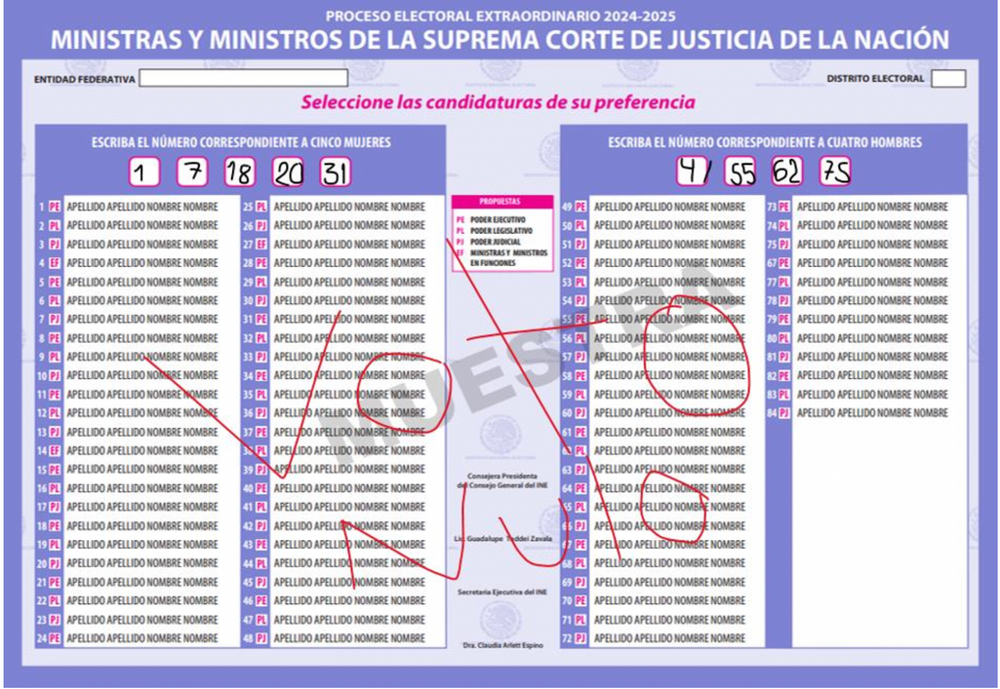 PROCESO ELECTORAL EXTRAORDINARIO 2024-2025
MINISTRAS Y MINISTROS DE LA SUPREMA CORTE DE JUSTICIA DE LA NACIÓN
ENTIDAD FEDERATIVA
DISTRITO ELECTORAL
Seleccione las candidaturas de su preferencia
ESCRIBA EL NÚMERO CORRESPONDIENTE A CINCO MUJERES
1 7 18 20 31
1 PE APELLIDO APELLIDO NOMBRE NOMBRE
2 PL APELLIDO APELLIDO NOMBRE NOMBRE
3 PJ APELLIDO APELLIDO NOMBRE NOMBRE
4 EF APELLIDO APELLIDO NOMBRE NOMBRE
5 PE APELLIDO APELLIDO NOMBRE NOMBRE
6 PL APELLIDO APELLIDO NOMBRE NOMBRE
7 PJ APELLIDO APELLIDO NOMBRE NOMBRE
8 PE APELLIDO APELLIDO NOMBRE NOMBRE
9 PL APELLIDO APELLIDO NOMBRE NOMBRE
10 PJ APELLIDO APELLIDO NOMBRE NOMBRE
11 PE APELLIDO APELLIDO NOMBRE NOMBRE
12 PL APELLIDO APELLIDO NOMBRE NOMBRE
13 PJ APELLIDO APELLIDO NOMBRE NOMBRE
14 EF APELLIDO APELLIDO NOMBRE NOMBRE
15 PE APELLIDO APELLIDO NOMBRE NOMBRE
16 PL APELLIDO APELLIDO NOMBRE NOMBRE
17 PJ APELLIDO APELLIDO NOMBRE NOMBRE
18 PE APELLIDO APELLIDO NOMBRE NOMBRE
19 PL APELLIDO APELLIDO NOMBRE NOMBRE
20 PJ APELLIDO APELLIDO NOMBRE NOMBRE
21 PE APELLIDO APELLIDO NOMBRE NOMBRE
22 PL APELLIDO APELLIDO NOMBRE NOMBRE
23 PJ APELLIDO APELLIDO NOMBRE NOMBRE
24 PE APELLIDO APELLIDO NOMBRE NOMBRE
25 PL APELLIDO APELLIDO NOMBRE NOMBRE
26 PJ APELLIDO APELLIDO NOMBRE NOMBRE
27 EF APELLIDO APELLIDO NOMBRE NOMBRE
28 PE APELLIDO APELLIDO NOMBRE NOMBRE
29 PL APELLIDO APELLIDO NOMBRE NOMBRE
30 PJ APELLIDO APELLIDO NOMBRE NOMBRE
31 PE APELLIDO APELLIDO NOMBRE NOMBRE
32 PL APELLIDO APELLIDO NOMBRE NOMBRE
33 PJ APELLIDO APELLIDO NOMBRE NOMBRE
34 PE APELLIDO APELLIDO NOMBRE NOMBRE
35 PL APELLIDO APELLIDO NOMBRE NOMBRE
36 PJ APELLIDO APELLIDO NOMBRE NOMBRE
37 PE APELLIDO APELLIDO NOMBRE NOMBRE
38 PL APELLIDO APELLIDO NOMBRE NOMBRE
39 PJ APELLIDO APELLIDO NOMBRE NOMBRE
40 PE APELLIDO APELLIDO NOMBRE NOMBRE
41 PL APELLIDO APELLIDO NOMBRE NOMBRE
42 PJ APELLIDO APELLIDO NOMBRE NOMBRE
43 PE APELLIDO APELLIDO NOMBRE NOMBRE
44 PL APELLIDO APELLIDO NOMBRE NOMBRE
45 PJ APELLIDO APELLIDO NOMBRE NOMBRE
46 PE APELLIDO APELLIDO NOMBRE NOMBRE
47 PL APELLIDO APELLIDO NOMBRE NOMBRE
48 PJ APELLIDO APELLIDO NOMBRE NOMBRE
PROPUESTAS
PE PODER EJECUTIVO
PL PODER LEGISLATIVO
PJ PODER JUDICIAL
EF MINISTRAS Y MINISTROS
EN FUNCIONES
MUESTRA
Consejera Presidenta
del Consejo General del INE
Lic. Guadalupe Taddei Zavala
Secretaria Ejecutiva del INE
Dra. Claudia Arlett Espino
ESCRIBA EL NÚMERO CORRESPONDIENTE A CUATRO HOMBRES
4/ 55 62 75
49 PE APELLIDO APELLIDO NOMBRE NOMBRE
50 PL APELLIDO APELLIDO NOMBRE NOMBRE
51 PJ APELLIDO APELLIDO NOMBRE NOMBRE
52 PE APELLIDO APELLIDO NOMBRE NOMBRE
53 PL APELLIDO APELLIDO NOMBRE NOMBRE
54 PJ APELLIDO APELLIDO NOMBRE NOMBRE
55 PE APELLIDO APELLIDO NOMBRE NOMBRE
56 PL APELLIDO APELLIDO NOMBRE NOMBRE
57 PJ APELLIDO APELLIDO NOMBRE NOMBRE
58 PE APELLIDO APELLIDO NOMBRE NOMBRE
59 PL APELLIDO APELLIDO NOMBRE NOMBRE
60 PJ APELLIDO APELLIDO NOMBRE NOMBRE
61 PE APELLIDO APELLIDO NOMBRE NOMBRE
62 PL APELLIDO APELLIDO NOMBRE NOMBRE
63 PJ APELLIDO APELLIDO NOMBRE NOMBRE
64 PE APELLIDO APELLIDO NOMBRE NOMBRE
65 PL APELLIDO APELLIDO NOMBRE NOMBRE
66 PJ APELLIDO APELLIDO NOMBRE NOMBRE
67 PE APELLIDO APELLIDO NOMBRE NOMBRE
68 PL APELLIDO APELLIDO NOMBRE NOMBRE
69 PJ APELLIDO APELLIDO NOMBRE NOMBRE
70 PE APELLIDO APELLIDO NOMBRE NOMBRE
71 PL APELLIDO APELLIDO NOMBRE NOMBRE
72 PJ APELLIDO APELLIDO NOMBRE NOMBRE
73 PE APELLIDO APELLIDO NOMBRE NOMBRE
74 PL APELLIDO APELLIDO NOMBRE NOMBRE
75 PJ APELLIDO APELLIDO NOMBRE NOMBRE
67 PE APELLIDO APELLIDO NOMBRE NOMBRE
77 PL APELLIDO APELLIDO NOMBRE NOMBRE
78 PJ APELLIDO APELLIDO NOMBRE NOMBRE
79 PE APELLIDO APELLIDO NOMBRE NOMBRE
80 PL APELLIDO APELLIDO NOMBRE NOMBRE
81 PJ APELLIDO APELLIDO NOMBRE NOMBRE
82 PE APELLIDO APELLIDO NOMBRE NOMBRE
83 PL APELLIDO APELLIDO NOMBRE NOMBRE
84 PJ APELLIDO APELLIDO NOMBRE NOMBRE